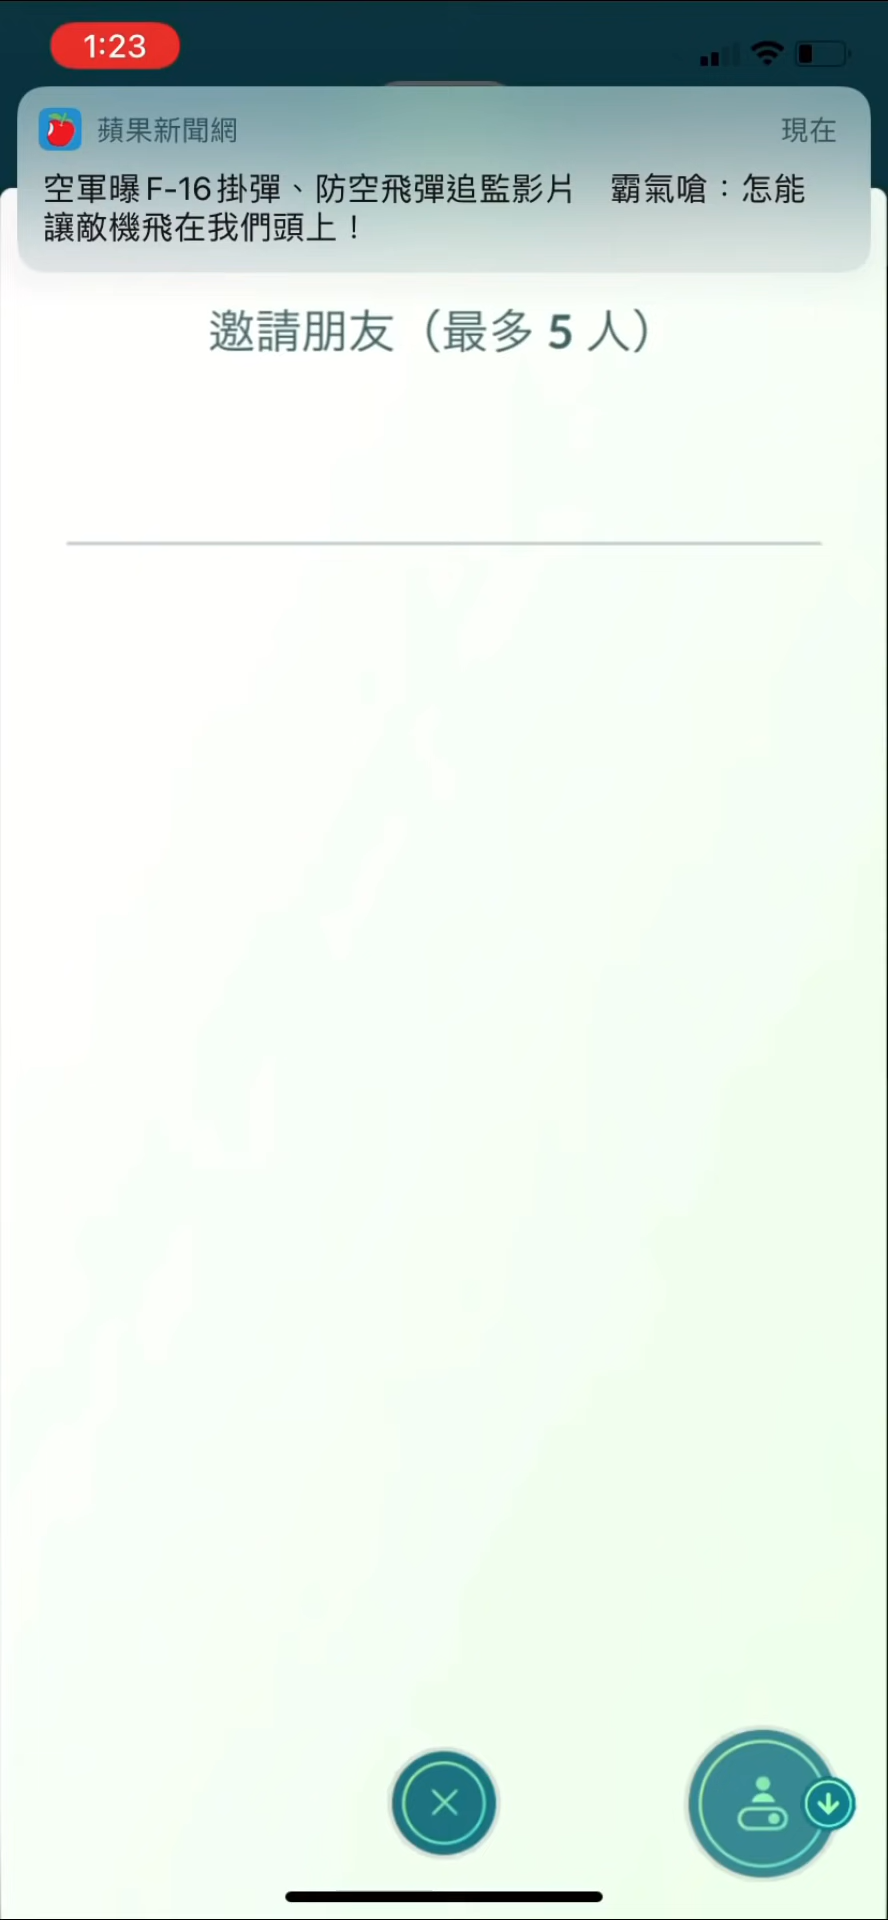 1:23
蘋果新聞網 現在
空軍曝F-16掛彈、防空飛彈追監影片　霸氣嗆：怎能
讓敵機飛在我們頭上！
邀請朋友（最多 5 人）